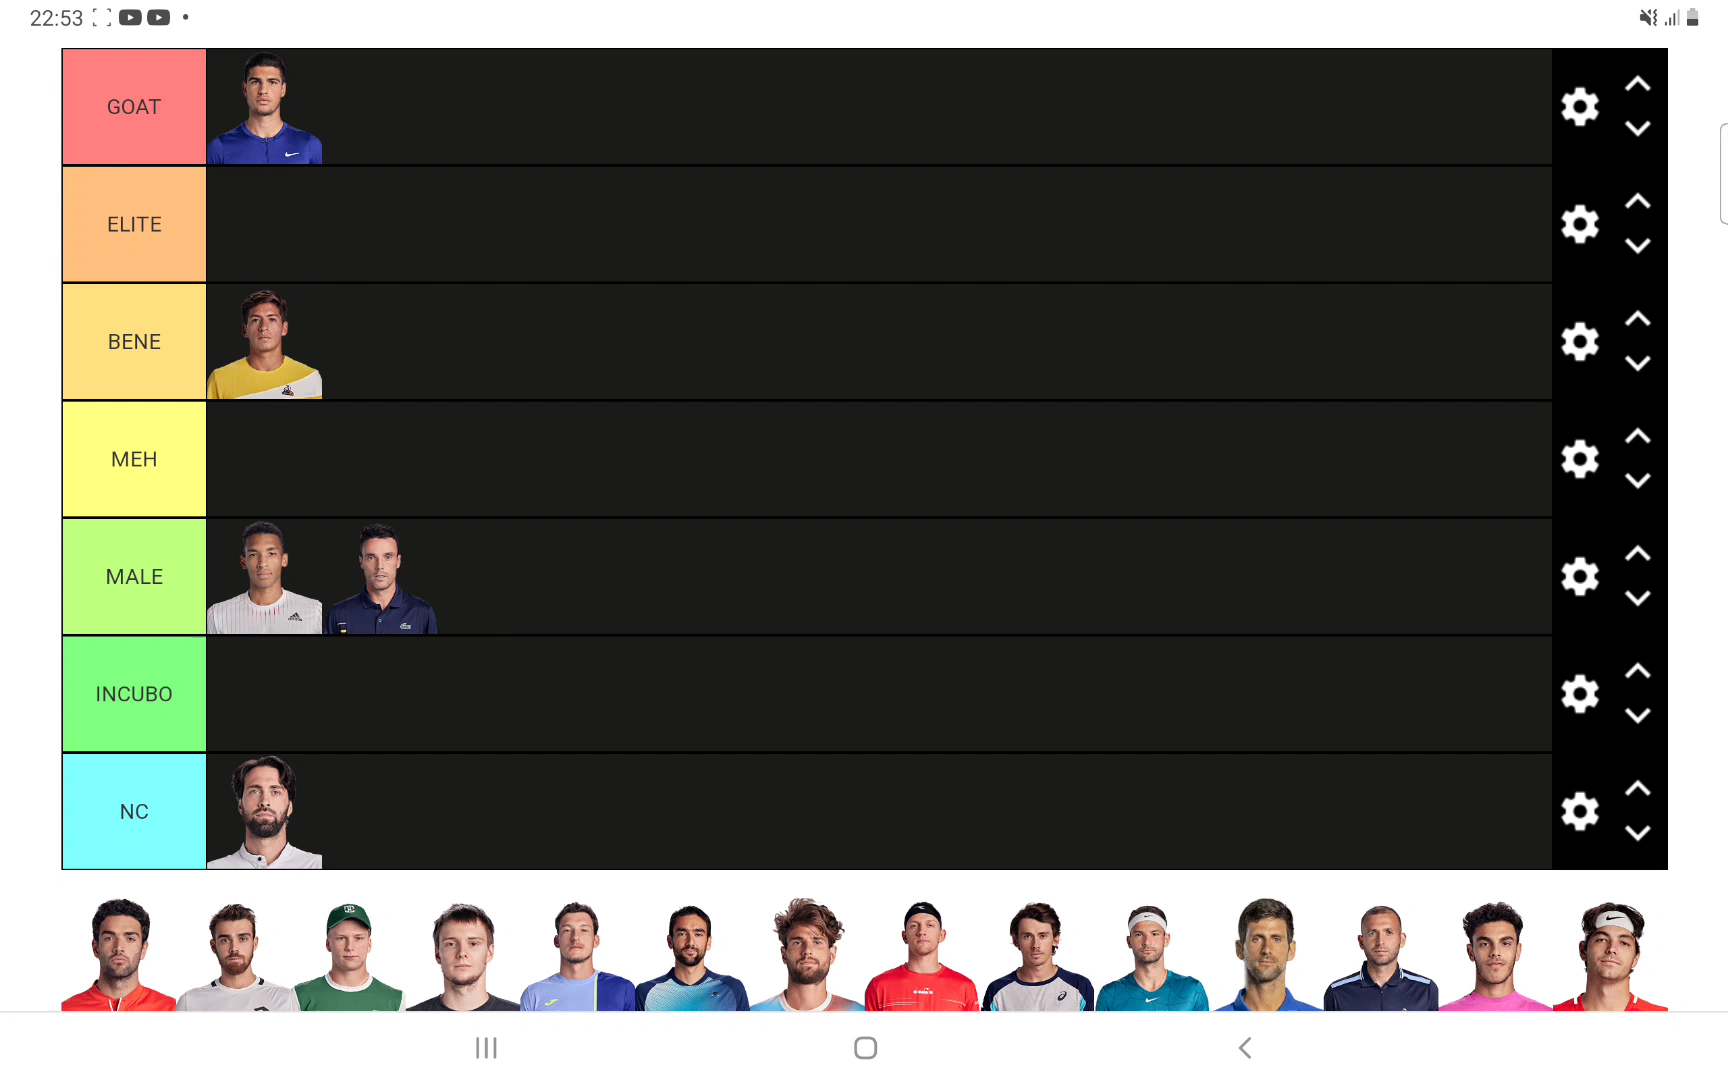 22:53
GOAT
ELITE
BENE
MEH
MALE
INCUBO
NC